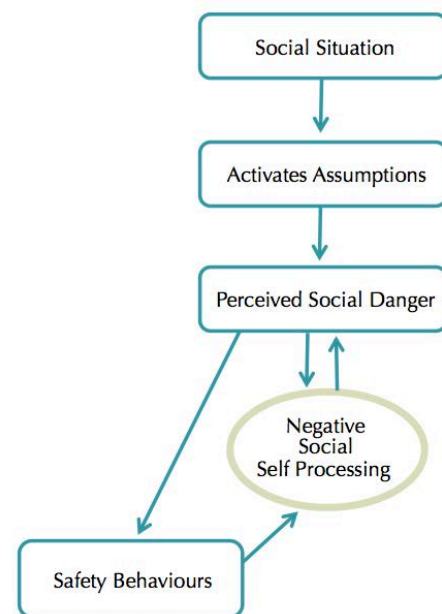 Social Situation
Activates Assumptions
Perceived Social Danger
Negative
Social
Self Processing
Safety Behaviours